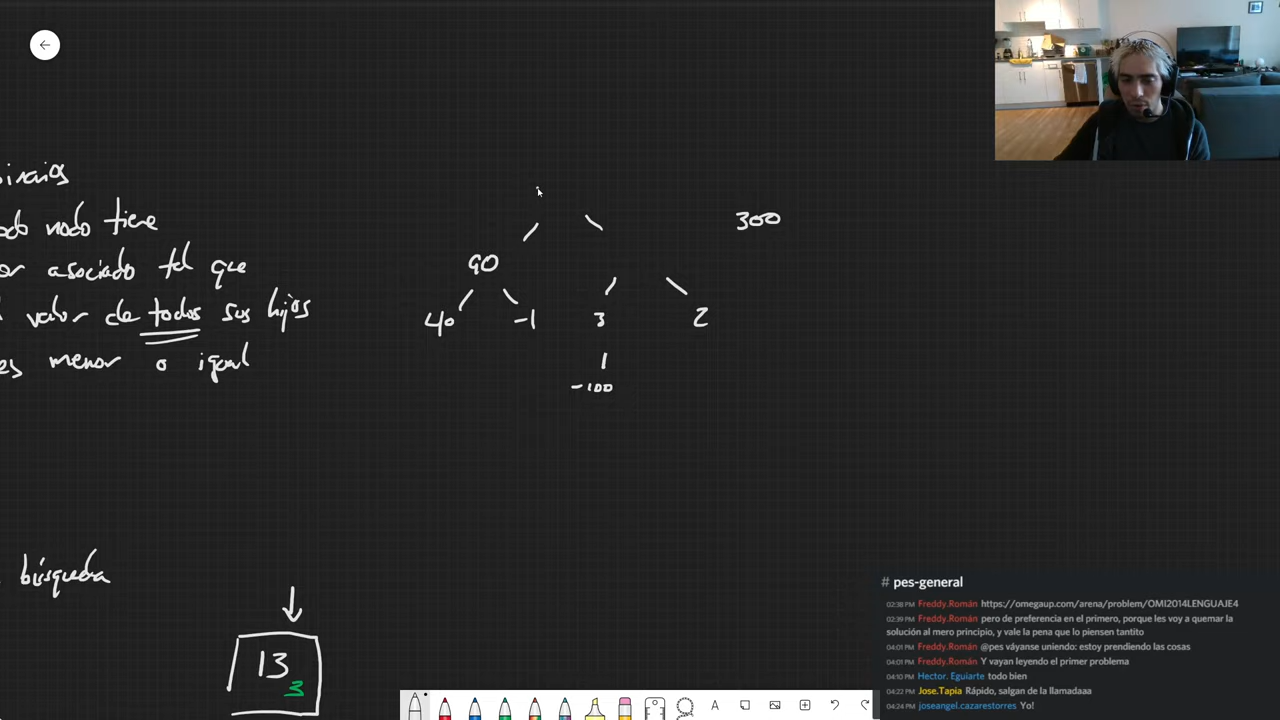 odo nodo tiene
or asociado tal que
valor de todos sus hijos
es menor o igual
300
90
40 -1 3 2
-100
búsqueda
13
3
# pes-general
02:38 PM Freddy.Román https://omegaup.com/arena/problem/OMI2014LENGUAJE4
02:39 PM Freddy.Román pero de preferencia en el primero, porque les voy a quemar la
solución al mero principio, y vale la pena que lo piensen tantito
04:01 PM Freddy.Román @pes váyanse uniendo: estoy prendiendo las cosas
04:01 PM Freddy.Román Y vayan leyendo el primer problema
04:10 PM Hector. Eguiarte todo bien
04:22 PM Jose.Tapia Rápido, salgan de la llamadaaa
04:24 PM joseangel.cazarestorres Yo!